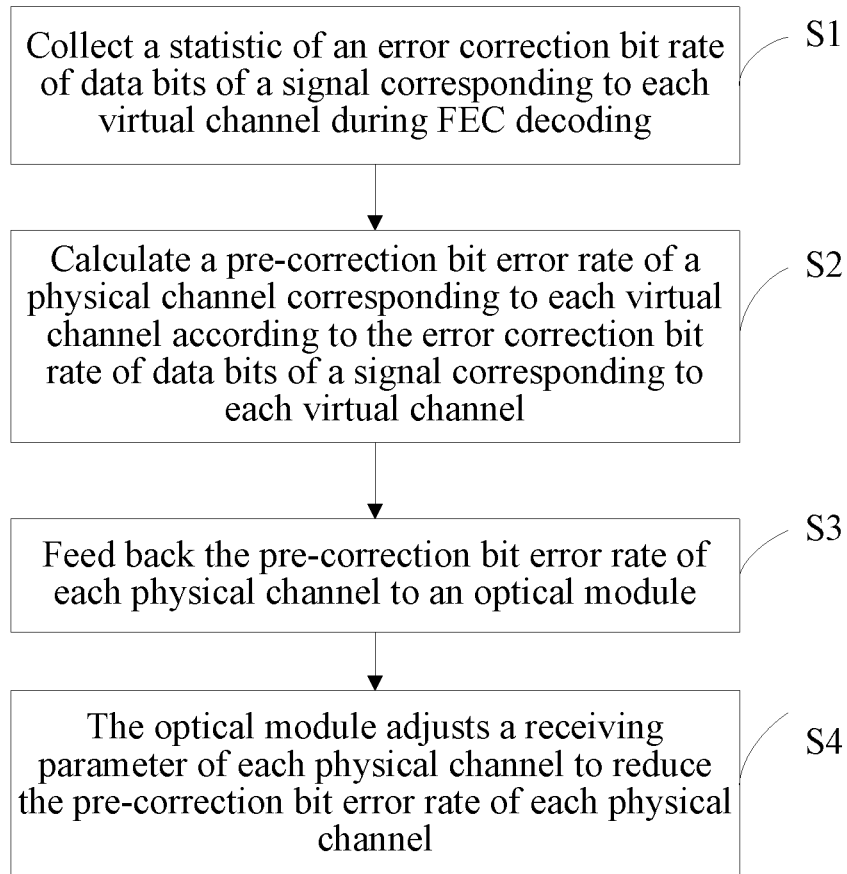 Collect a statistic of an error correction bit rate
of data bits of a signal corresponding to each
virtual channel during FEC decoding
S1
Calculate a pre-correction bit error rate of a
physical channel corresponding to each virtual
channel according to the error correction bit
rate of data bits of a signal corresponding to
each virtual channel
S2
Feed back the pre-correction bit error rate of
each physical channel to an optical module
S3
The optical module adjusts a receiving
parameter of each physical channel to reduce
the pre-correction bit error rate of each physical
channel
S4